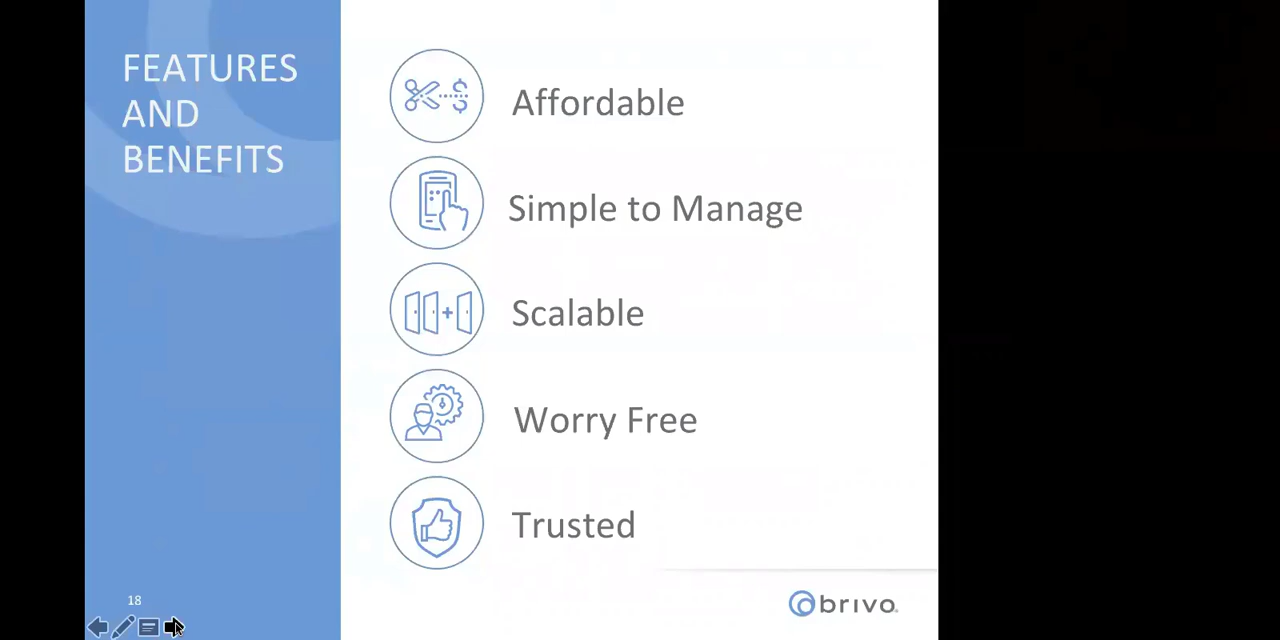 FEATURES
AND
BENEFITS
Affordable
Simple to Manage
Scalable
Worry Free
Trusted
18
brivo